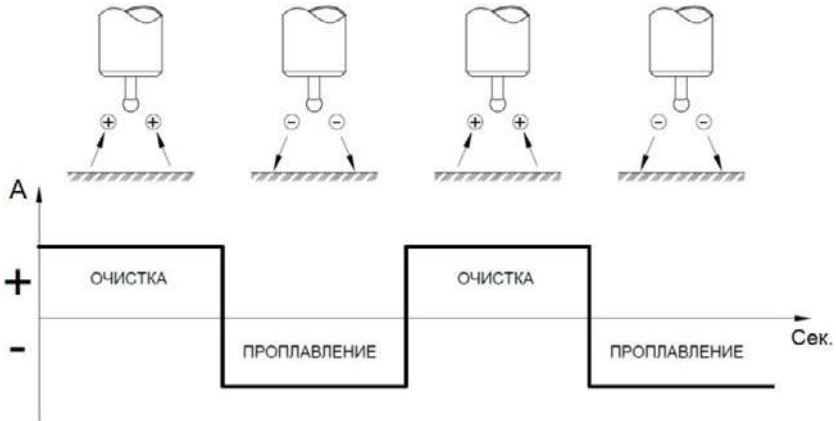 + + - - + + - -
А
+ ОЧИСТКА ОЧИСТКА
Сек.
- ПРОПЛАВЛЕНИЕ ПРОПЛАВЛЕНИЕ